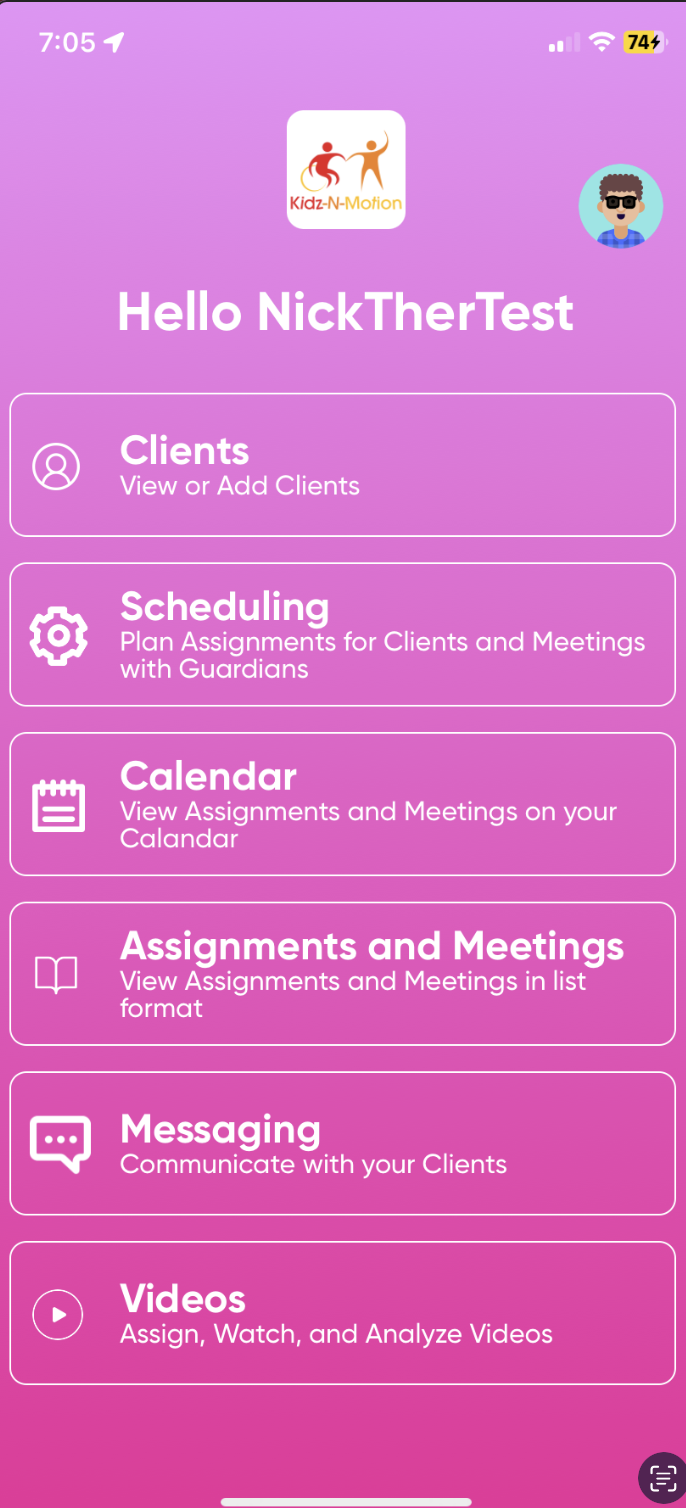 7:05
74
Kidz-N-Motion
Hello NickTherTest
Clients
View or Add Clients
Scheduling
Plan Assignments for Clients and Meetings
with Guardians
Calendar
View Assignments and Meetings on your
Calandar
Assignments and Meetings
View Assignments and Meetings in list
format
Messaging
Communicate with your Clients
Videos
Assign, Watch, and Analyze Videos